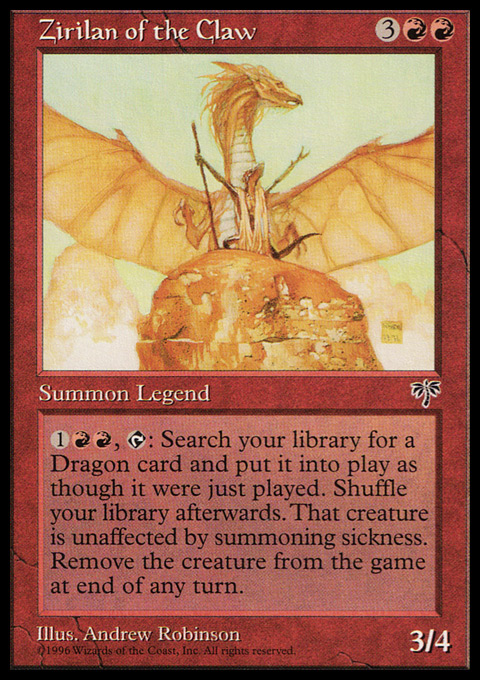 Zirilan of the Claw 3
Summon Legend
1, : Search your library for a
Dragon card and put it into play as
though it were just played. Shuffle
your library afterwards. That creature
is unaffected by summoning sickness.
Remove the creature from the game
at end of any turn.
Illus. Andrew Robinson
©1996 Wizards of the Coast, Inc. All rights reserved.
3/4